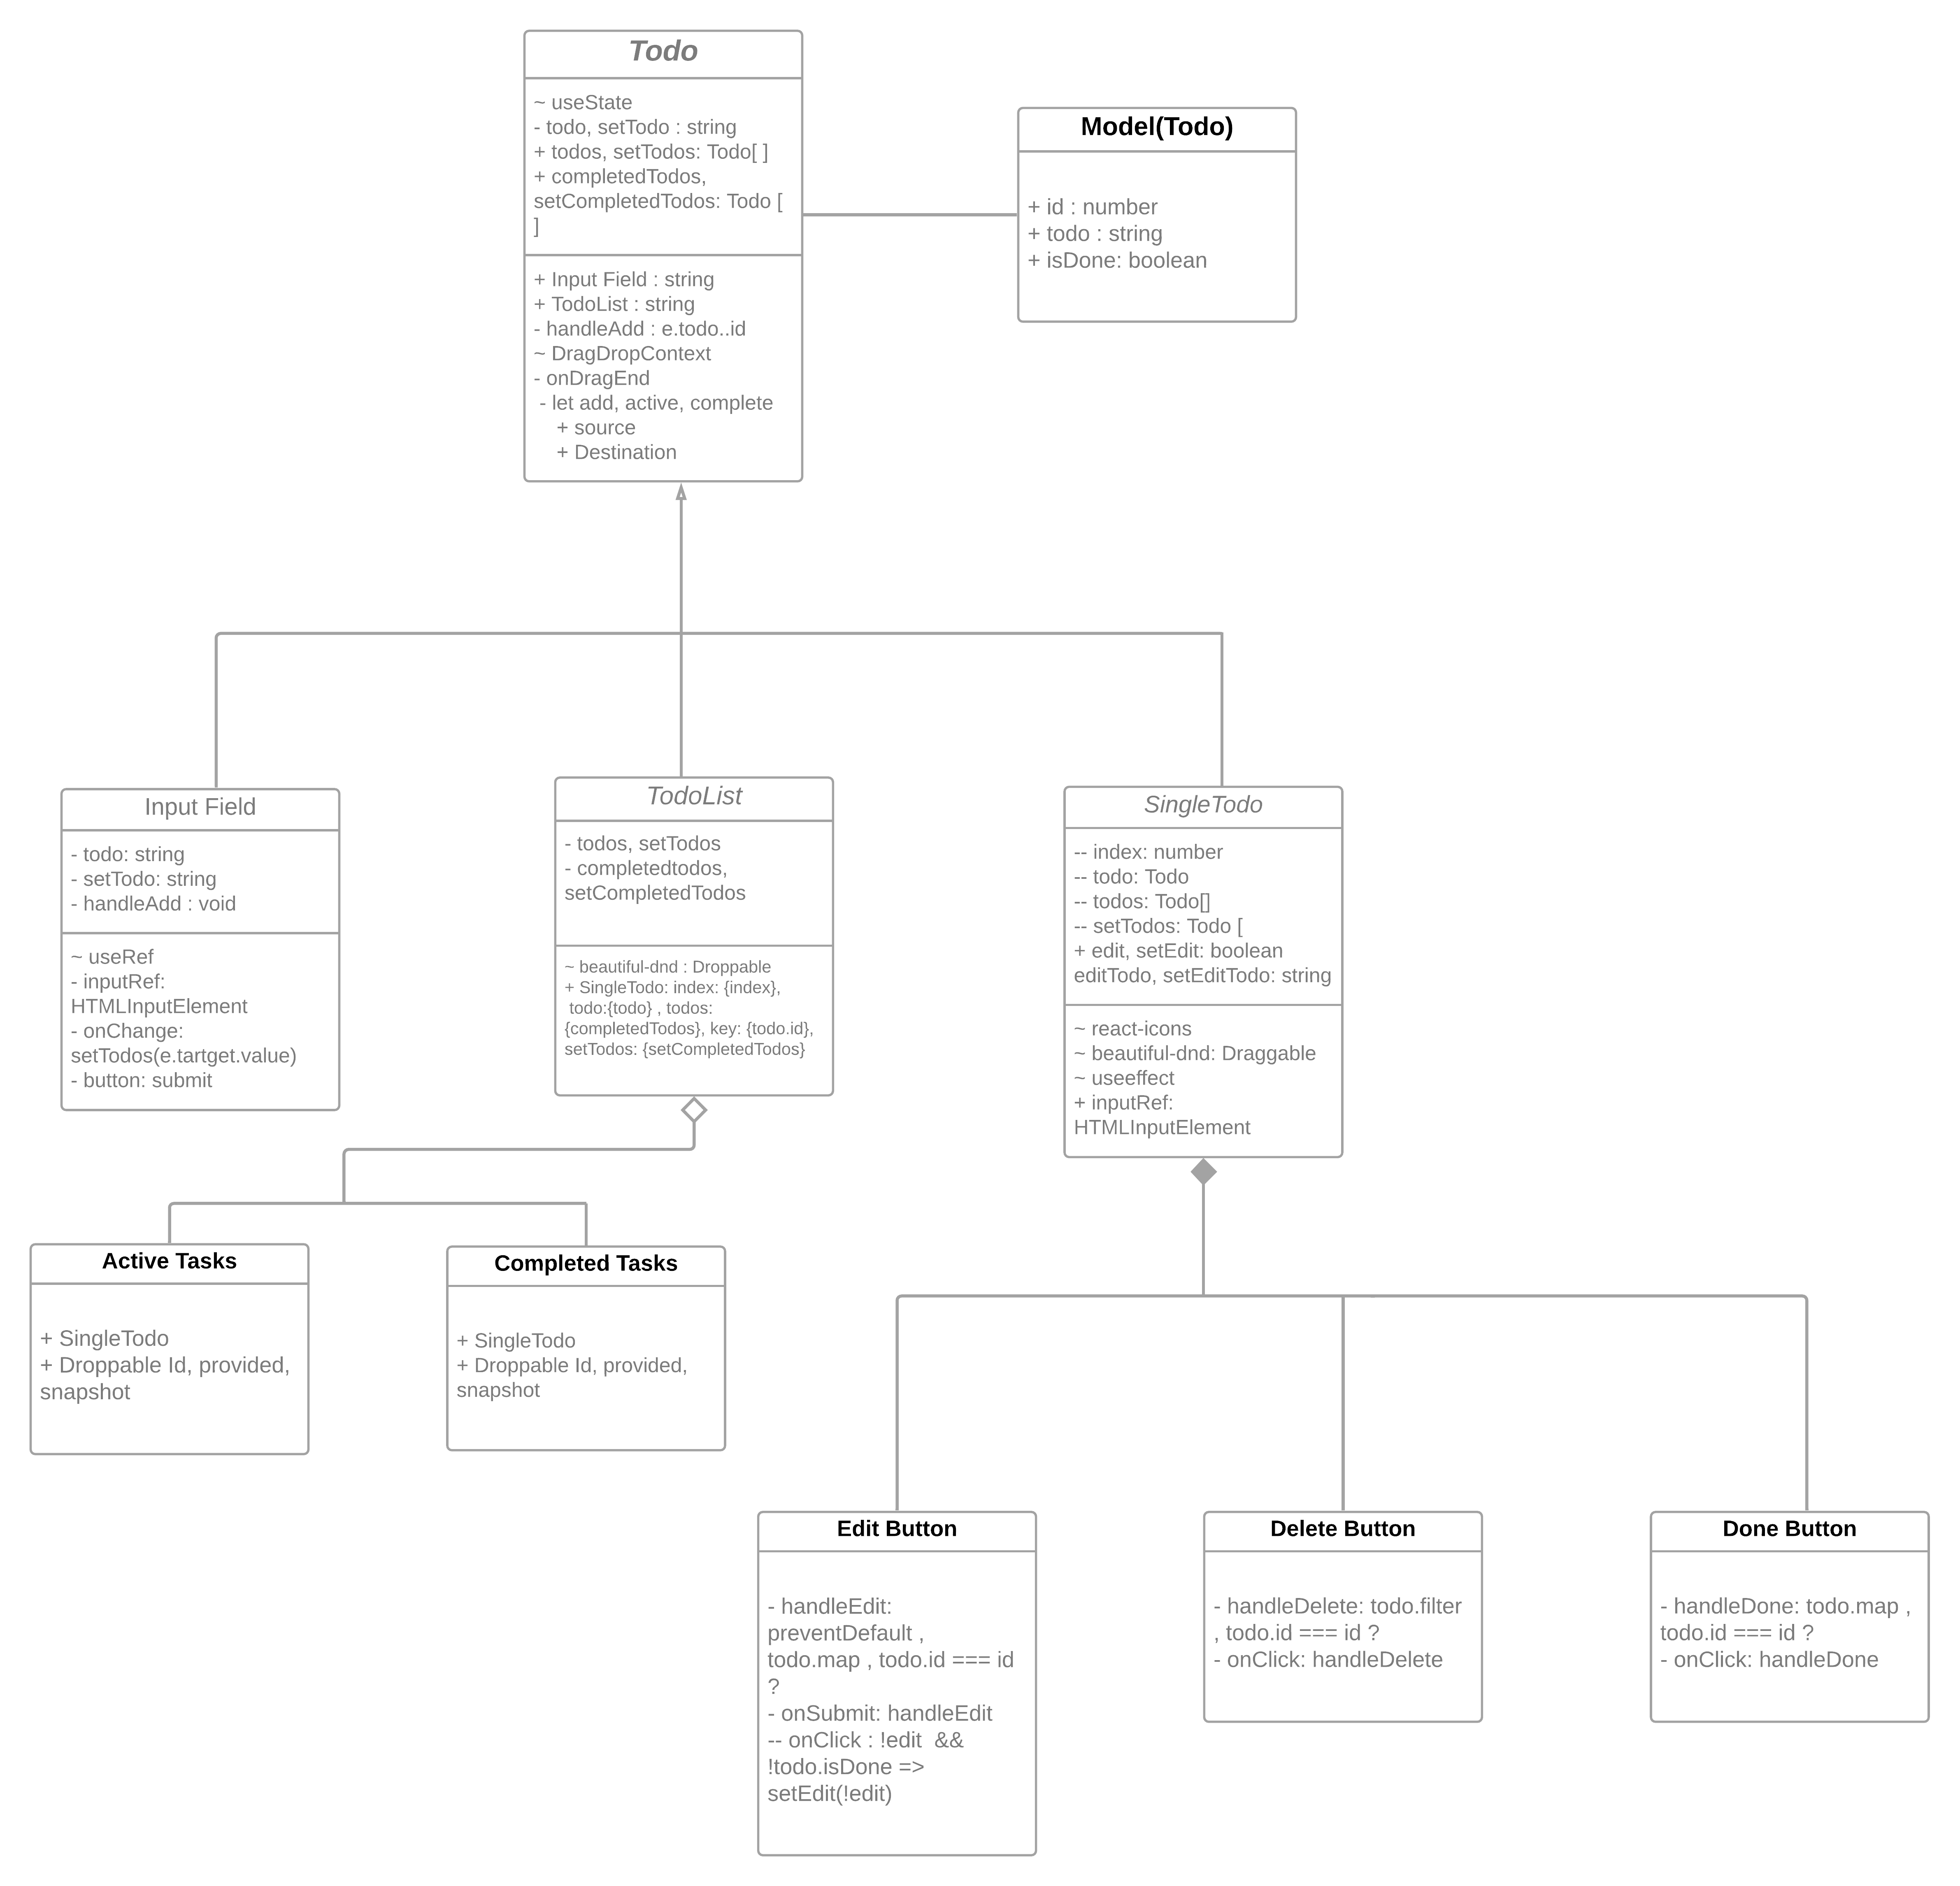 Todo
~ useState
- todo, setTodo : string
+ todos, setTodos: Todo[ ]
+ completedTodos,
setCompletedTodos: Todo [
]
+ Input Field : string
+ TodoList : string
- handleAdd : e.todo..id
~ DragDropContext
- onDragEnd
- let add, active, complete
+ source
+ Destination
Model(Todo)
+ id : number
+ todo : string
+ isDone: boolean
Input Field
- todo: string
- setTodo: string
- handleAdd : void
~ useRef
- inputRef:
HTMLInputElement
- onChange:
setTodos(e.tartget.value)
- button: submit
TodoList
- todos, setTodos
- completedtodos,
setCompletedTodos
~ beautiful-dnd : Droppable
+ SingleTodo: index: {index},
todo:{todo} , todos:
{completedTodos}, key: {todo.id},
setTodos: {setCompletedTodos}
SingleTodo
-- index: number
-- todo: Todo
-- todos: Todo[]
-- setTodos: Todo [
+ edit, setEdit: boolean
editTodo, setEditTodo: string
~ react-icons
~ beautiful-dnd: Draggable
~ useeffect
+ inputRef:
HTMLInputElement
Active Tasks
+ SingleTodo
+ Droppable Id, provided,
snapshot
Completed Tasks
+ SingleTodo
+ Droppable Id, provided,
snapshot
Edit Button
- handleEdit:
preventDefault ,
todo.map , todo.id === id
?
- onSubmit: handleEdit
-- onClick : !edit  &&
!todo.isDone =>
setEdit(!edit)
Delete Button
- handleDelete: todo.filter
, todo.id === id ?
- onClick: handleDelete
Done Button
- handleDone: todo.map ,
todo.id === id ?
- onClick: handleDone